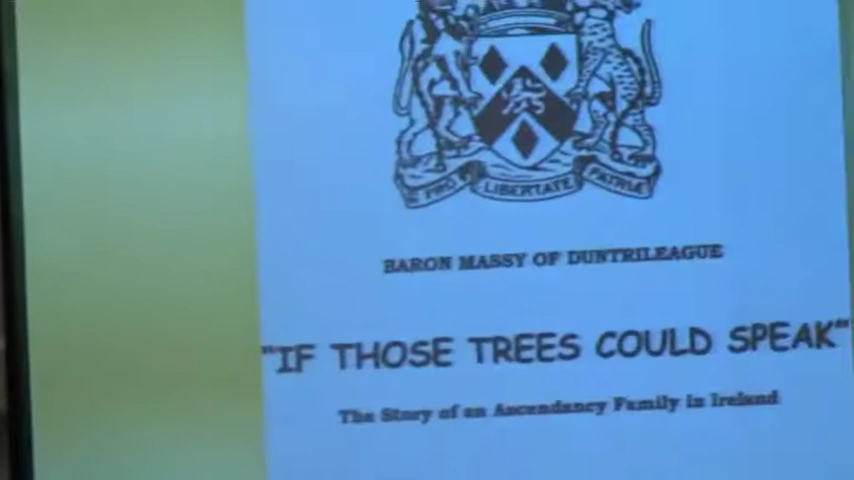 PRO LIBERTATE PATRIÆ
BARON MASSY OF DUNTRILEAGUE
"IF THOSE TREES COULD SPEAK"
The Story of an Ascendancy Family in Ireland